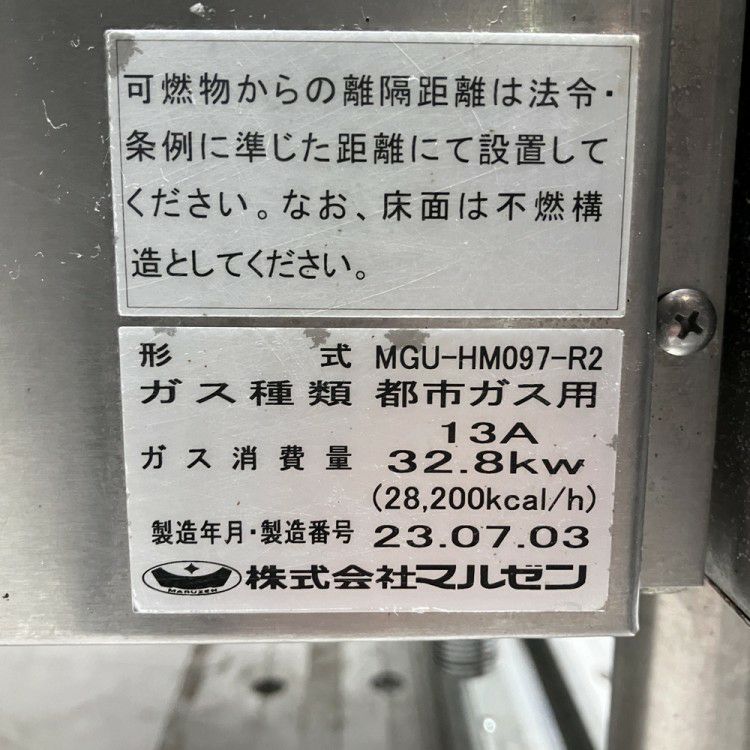 可燃物からの離隔距離は法令・
条例に準じた距離にて設置して
ください。なお、床面は不燃構
造としてください。
形式 MGU-HM097-R2
ガス種類 都市ガス用
13A
ガス消費量 32.8kw
(28,200kcal/h)
製造年月・製造番号 23.07.03
MARUZEN 株式会社マルゼン